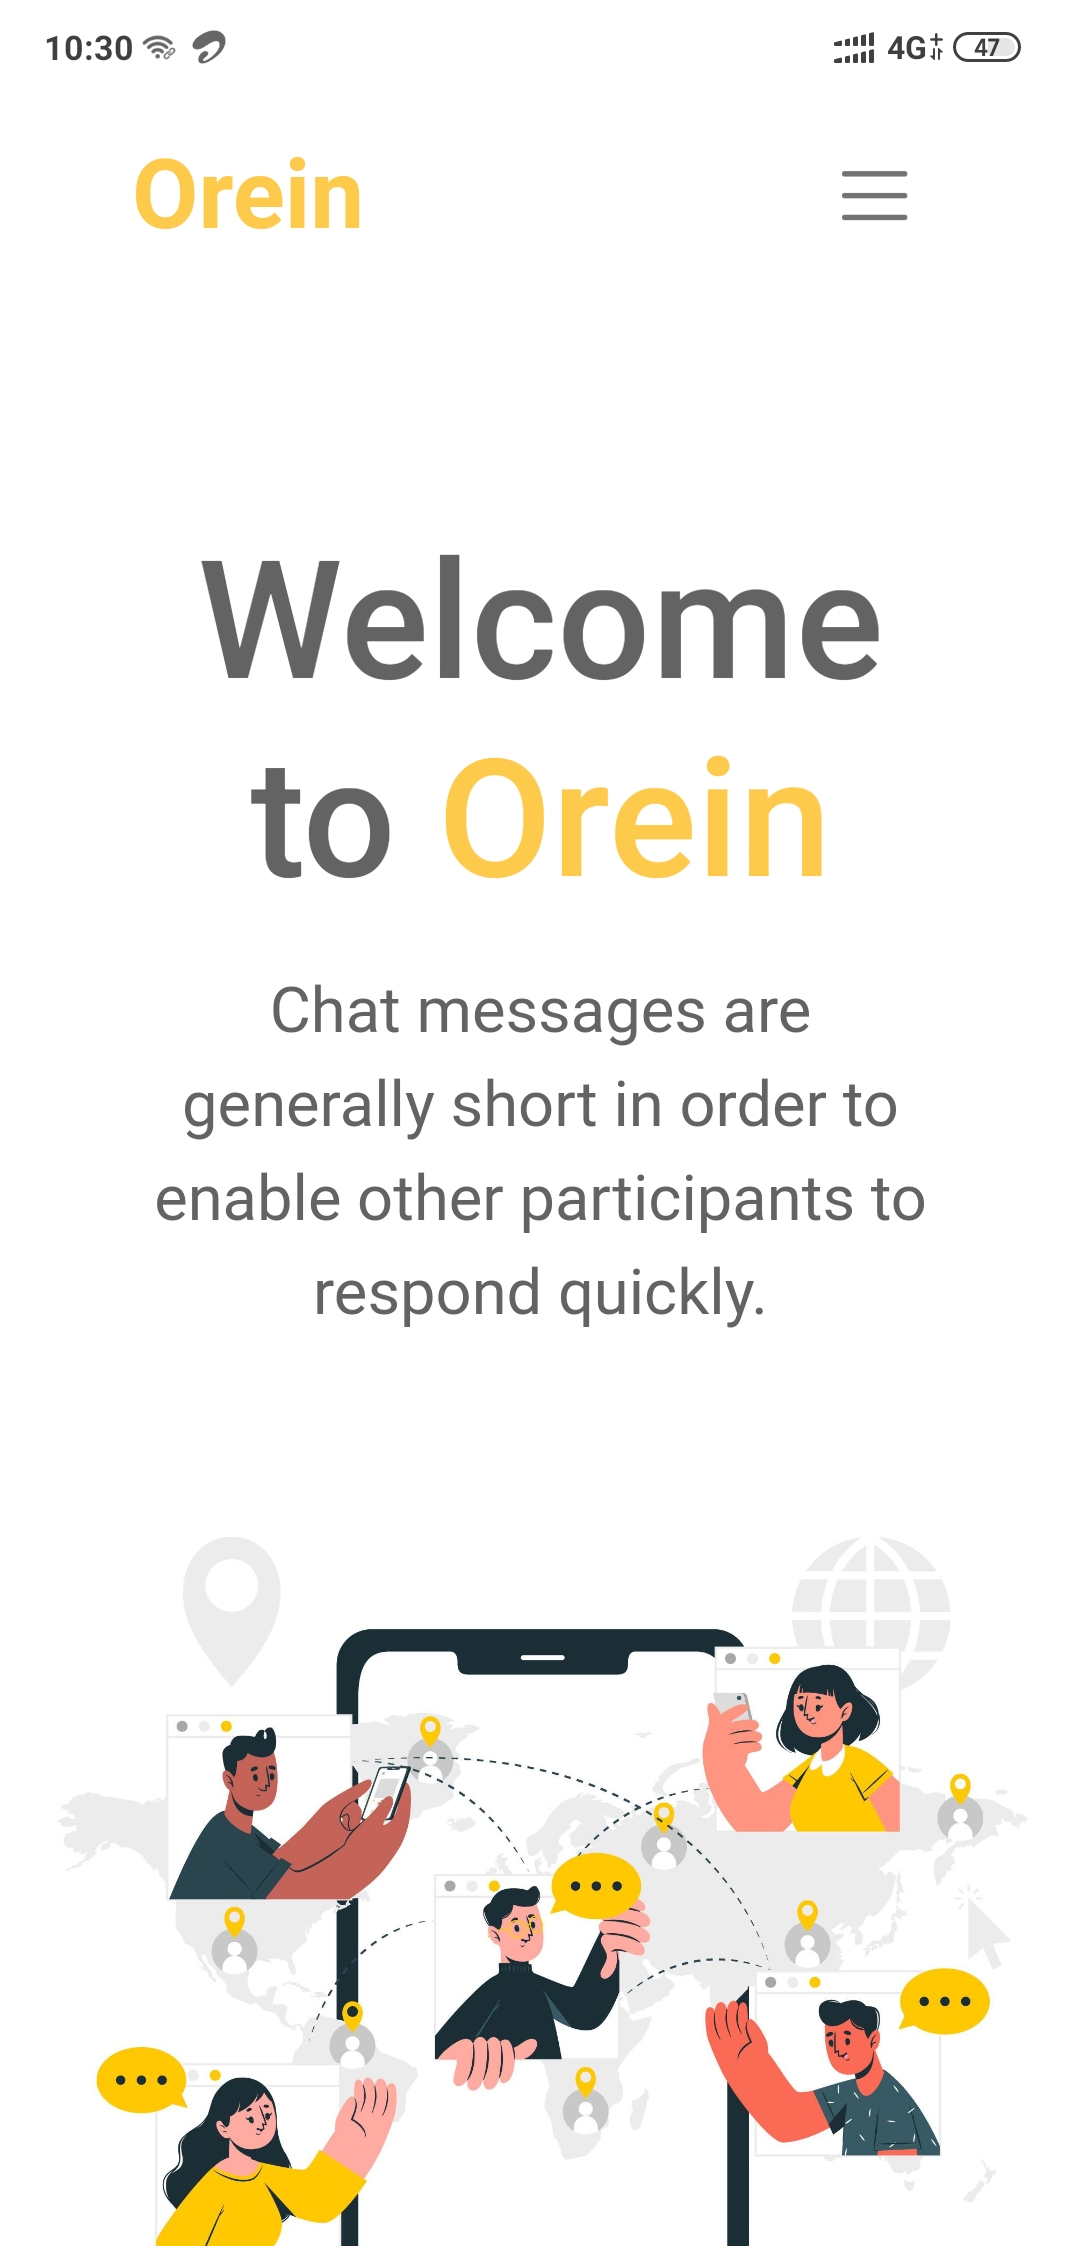 10:30 4G+ 47
Orein
Welcome
to Orein
Chat messages are
generally short in order to
enable other participants to
respond quickly.